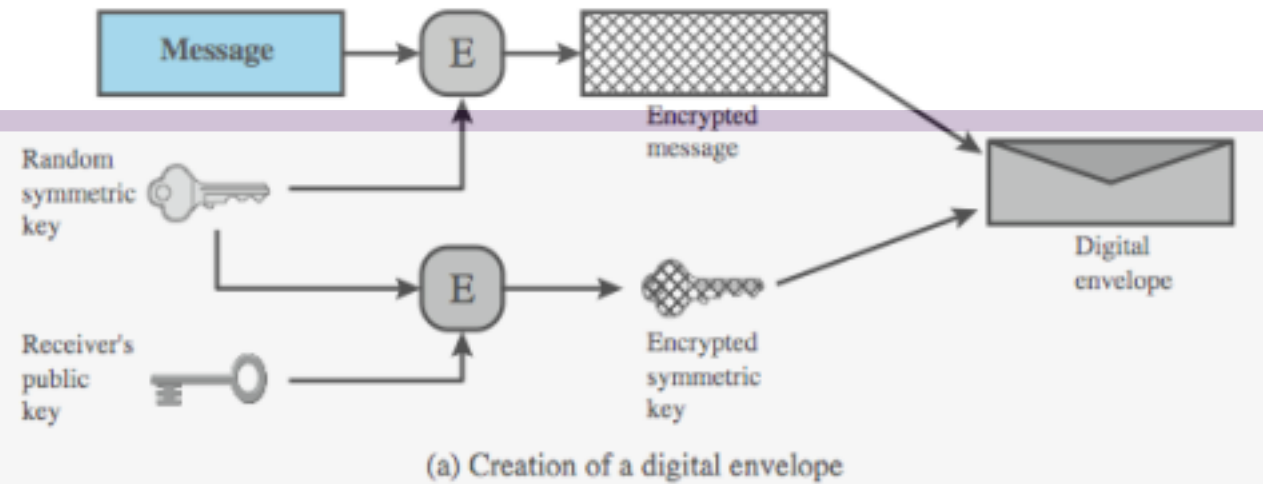 Message
E
Encrypted
message
Random
symmetric
key
Digital
envelope
E
Receiver's
public
key
Encrypted
symmetric
key
(a) Creation of a digital envelope